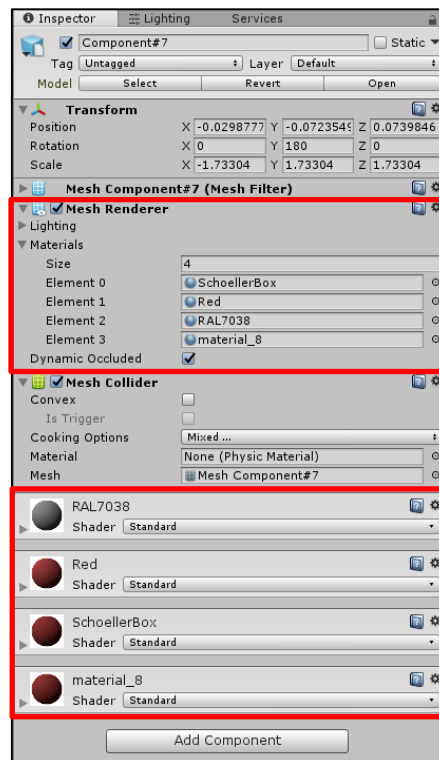 Inspector Lighting Services
Component#7 Static
Tag Untagged Layer Default
Model Select Revert Open
Transform
Position X -0.0298777 Y -0.0723549 Z 0.0739846
Rotation X 0 Y 180 Z 0
Scale X -1.73304 Y 1.73304 Z 1.73304
Mesh Component#7 (Mesh Filter)
Mesh Renderer
Lighting
Materials
Size 4
Element 0 SchoellerBox
Element 1 Red
Element 2 RAL7038
Element 3 material_8
Dynamic Occluded
Mesh Collider
Convex
Is Trigger
Cooking Options Mixed ...
Material None (Physic Material)
Mesh Mesh Component#7
RAL7038
Shader Standard
Red
Shader Standard
SchoellerBox
Shader Standard
material_8
Shader Standard
Add Component